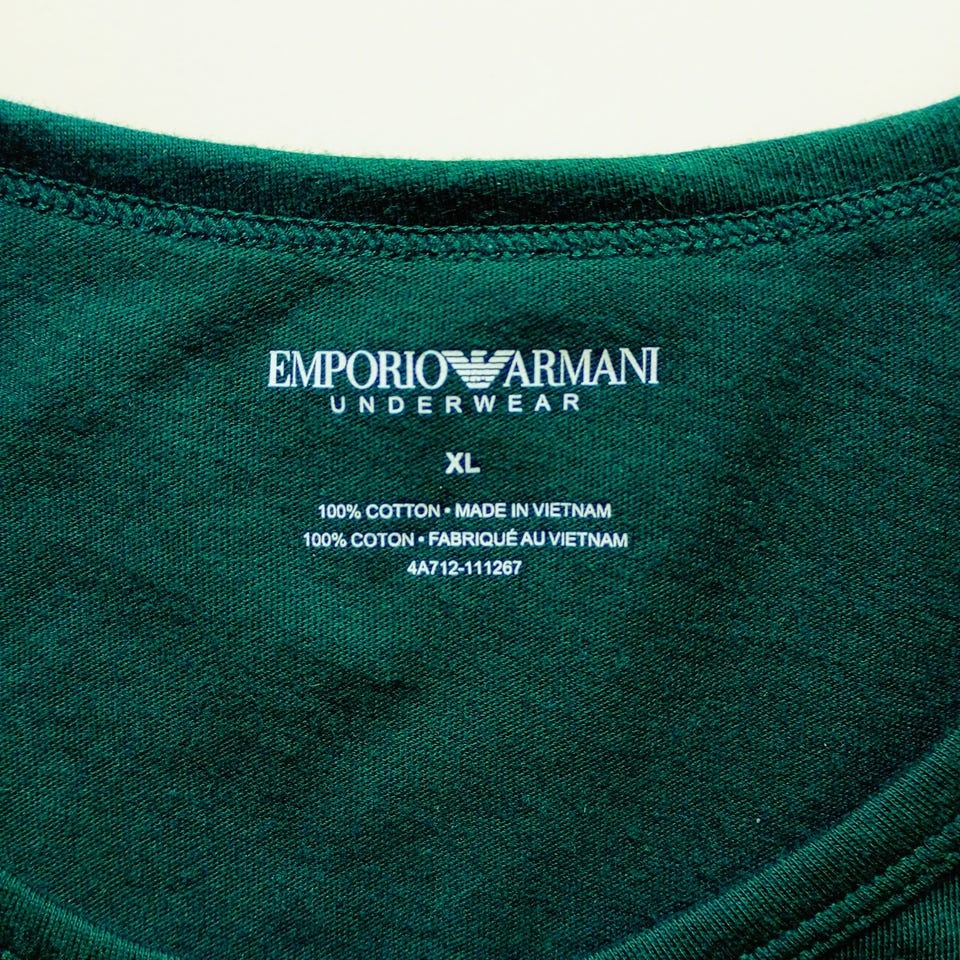 EMPORIO ARMANI
UNDERWEAR
XL
100% COTTON • MADE IN VIETNAM
100% COTON • FABRIQUÉ AU VIETNAM
4A712-111267